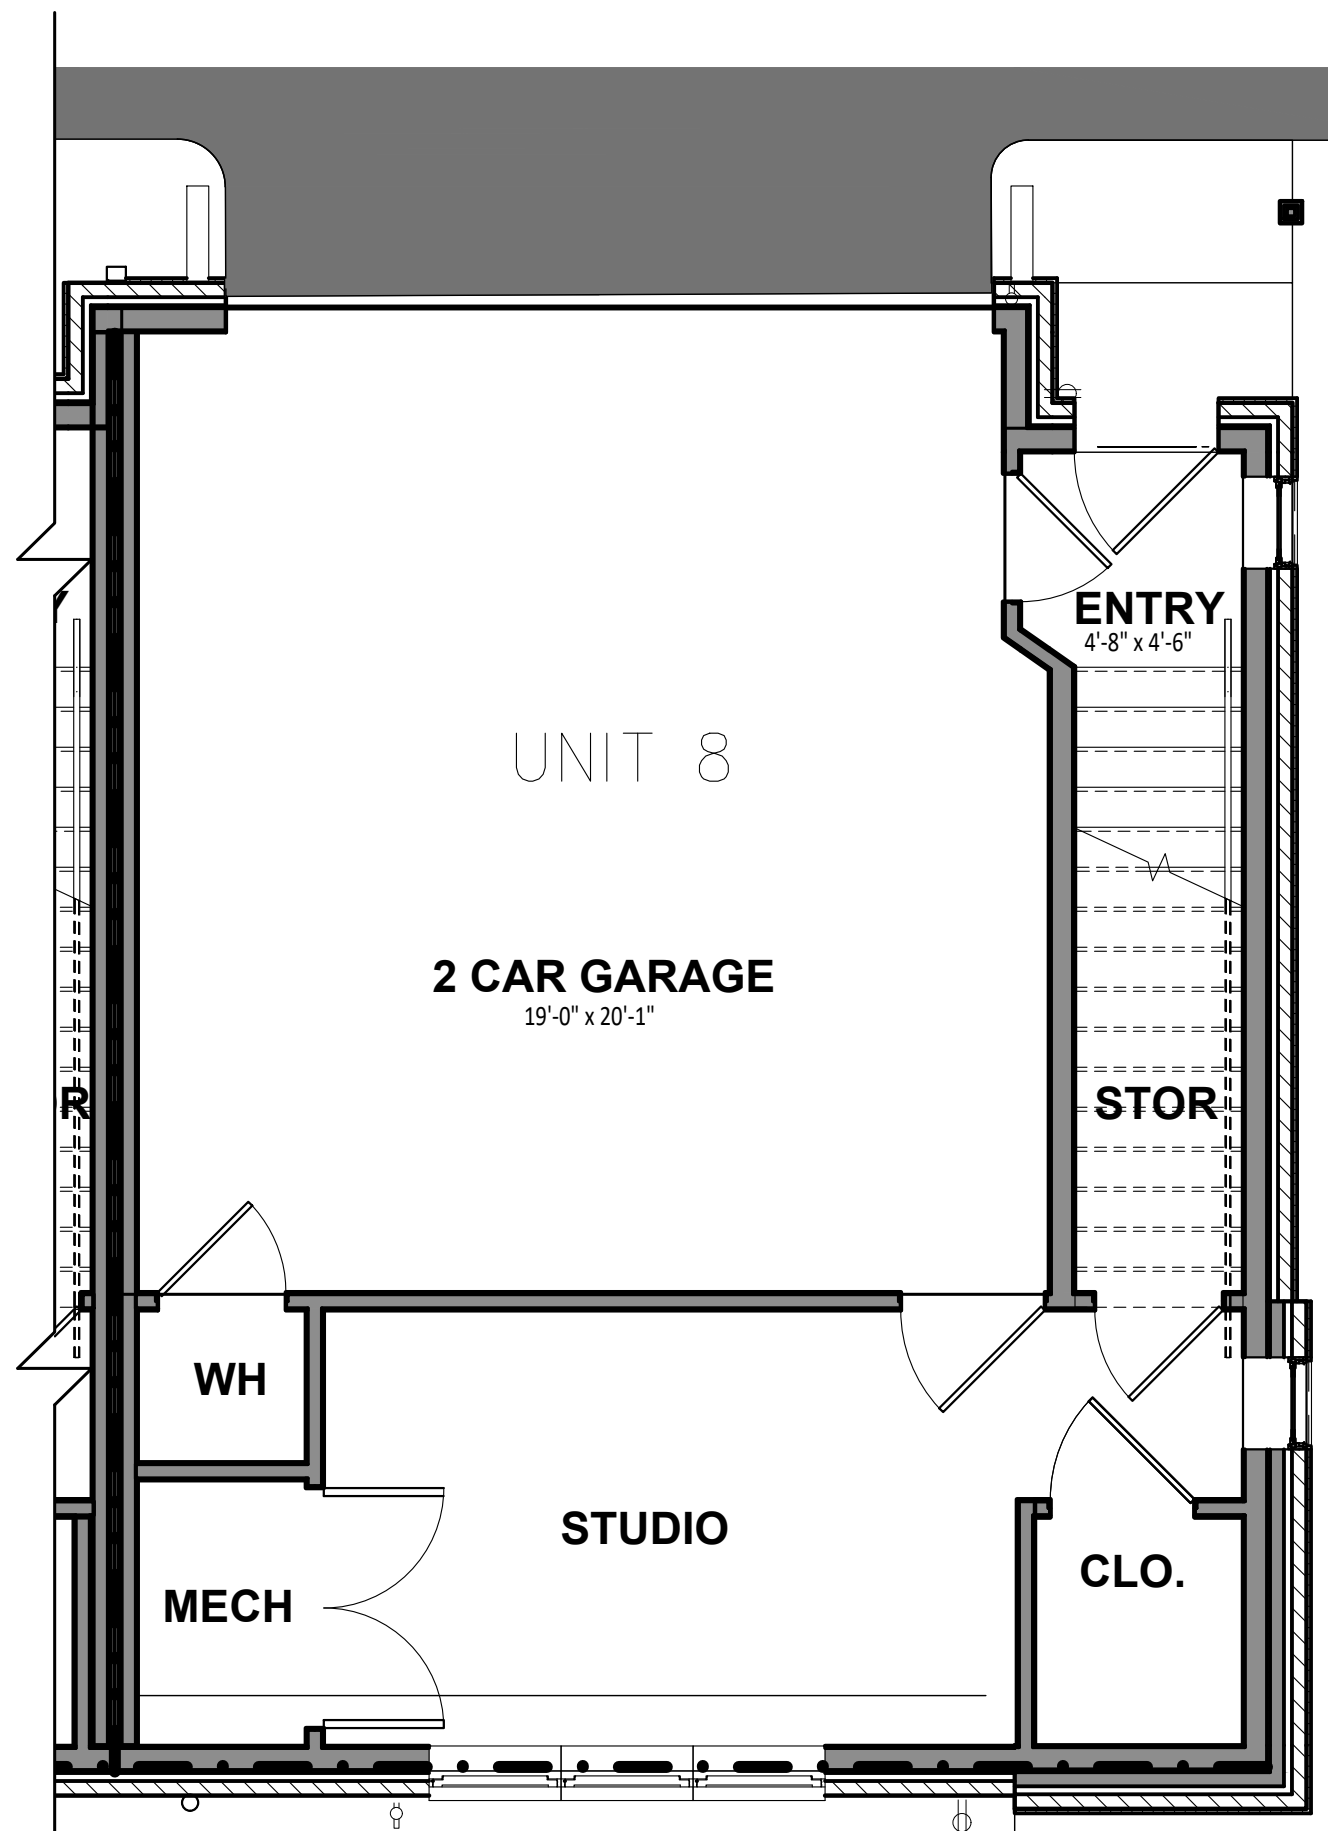 ENTRY
4'-8" x 4'-6"
UNIT 8
2 CAR GARAGE
19'-0" x 20'-1"
STOR
WH
STUDIO
CLO.
MECH